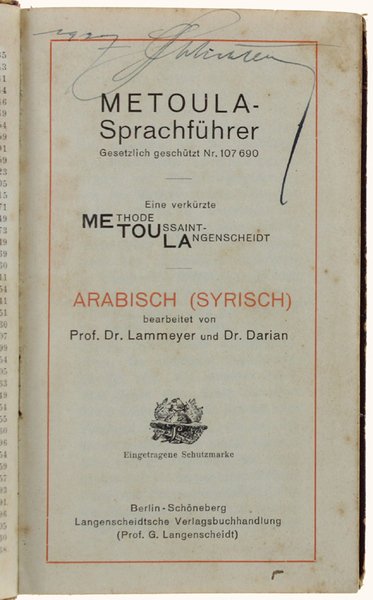 METOULA-
Sprachführer
Gesetzlich geschützt Nr. 107 690
Eine verkürzte
METHODE
TOUSSAINT-
LANGENSCHEIDT
ARABISCH (SYRISCH)
bearbeitet von
Prof. Dr. Lammeyer und Dr. Darian
Eingetragene Schutzmarke
Berlin - Schöneberg
Langenscheidtsche Verlagsbuchhandlung
(Prof. G. Langenscheidt)